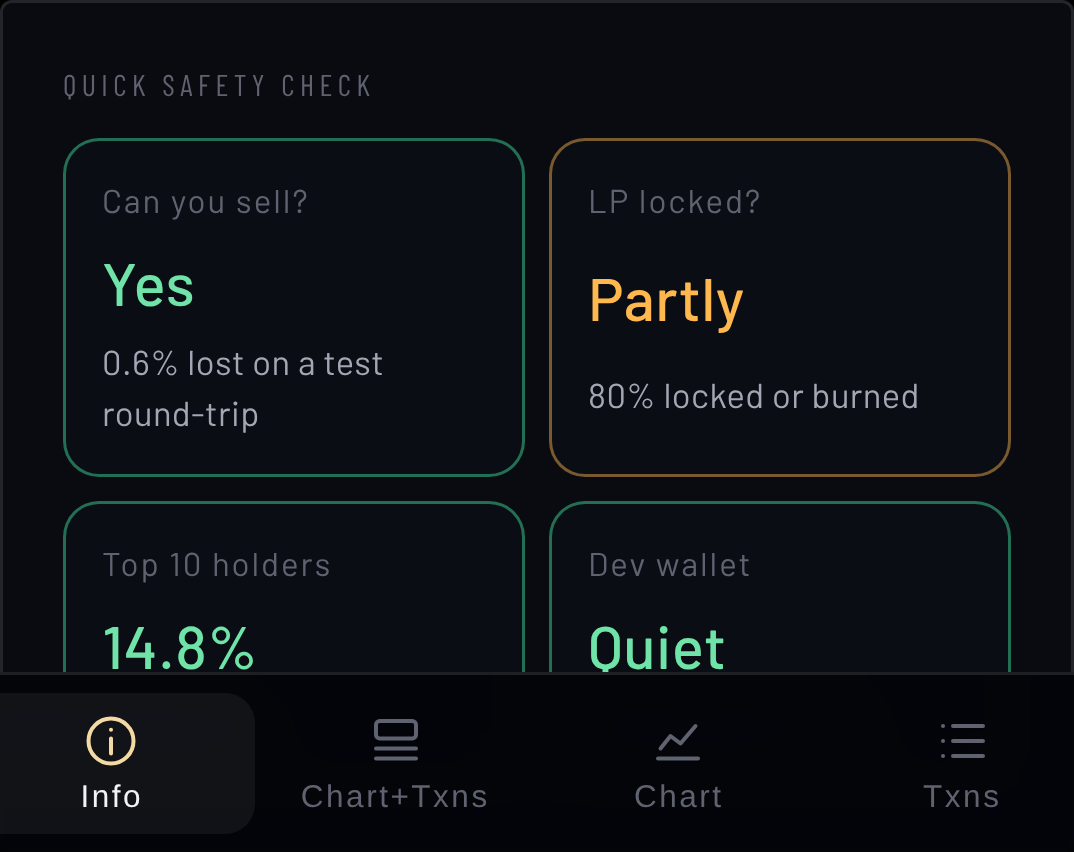 QUICK SAFETY CHECK
Can you sell?
Yes
0.6% lost on a test
round-trip
LP locked?
Partly
80% locked or burned
Top 10 holders
14.8%
Dev wallet
Quiet
Info
Chart+Txns
Chart
Txns